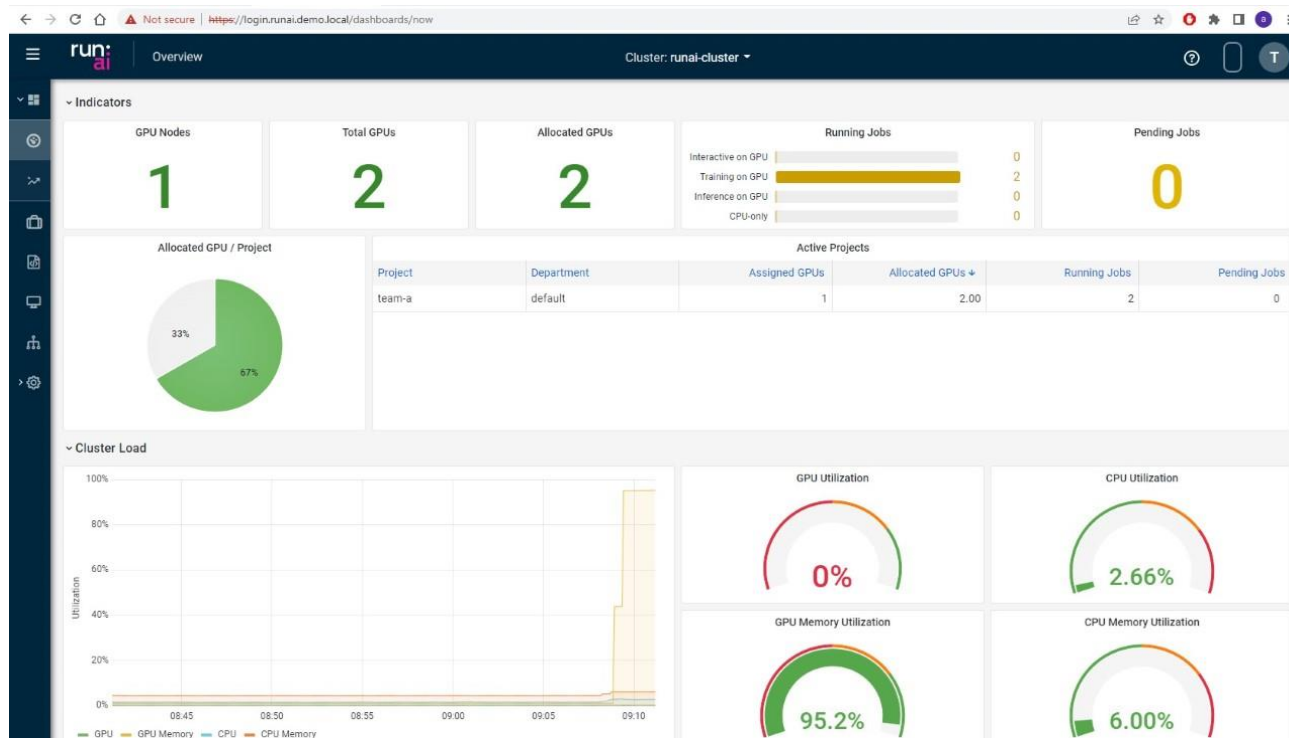 Not secure | https://login.runai.demo.local/dashboards/now
a
run:
ai
Overview
Cluster: runai-cluster
T
Indicators
GPU Nodes
1
Total GPUs
2
Allocated GPUs
2
Running Jobs
Interactive on GPU 0
Training on GPU 2
Inference on GPU 0
CPU-only 0
Pending Jobs
0
Allocated GPU / Project
33%
67%
Active Projects
Project Department Assigned GPUs Allocated GPUs Running Jobs Pending Jobs
team-a default 1 2.00 2 0
Cluster Load
Utilization
100%
80%
60%
40%
20%
0%
08:45 08:50 08:55 09:00 09:05 09:10
GPU GPU Memory CPU CPU Memory
GPU Utilization
0%
CPU Utilization
2.66%
GPU Memory Utilization
95.2%
CPU Memory Utilization
6.00%